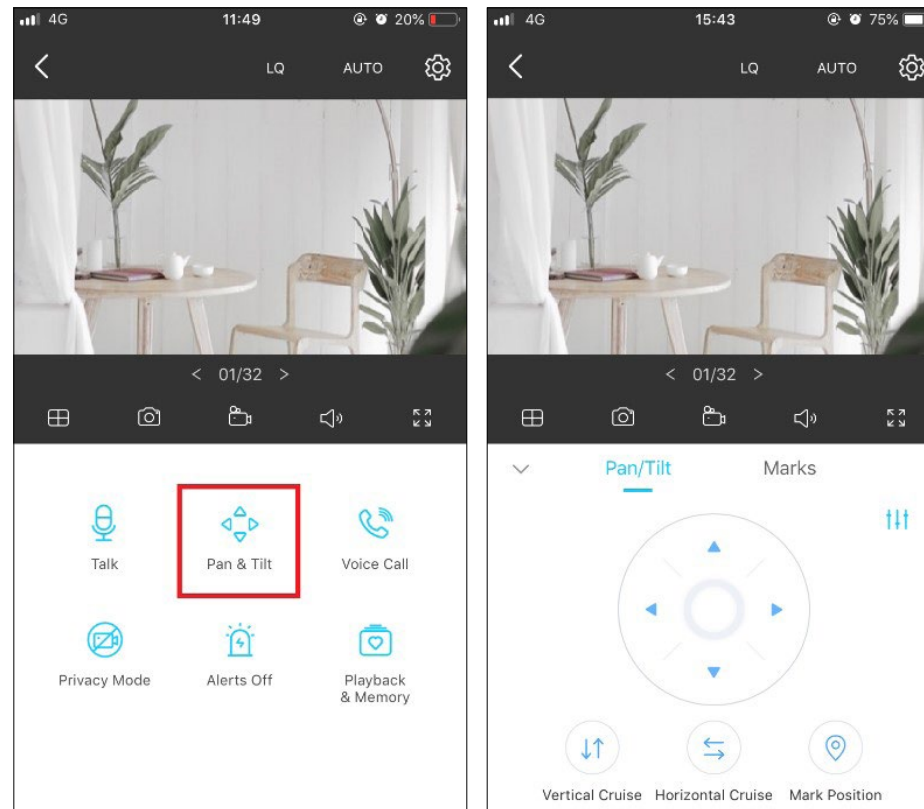 4G 11:49 20%
LQ AUTO
< 01/32 >
Talk Pan & Tilt Voice Call
Privacy Mode Alerts Off Playback
& Memory
4G 15:43 75%
LQ AUTO
< 01/32 >
Pan/Tilt Marks
Vertical Cruise Horizontal Cruise Mark Position